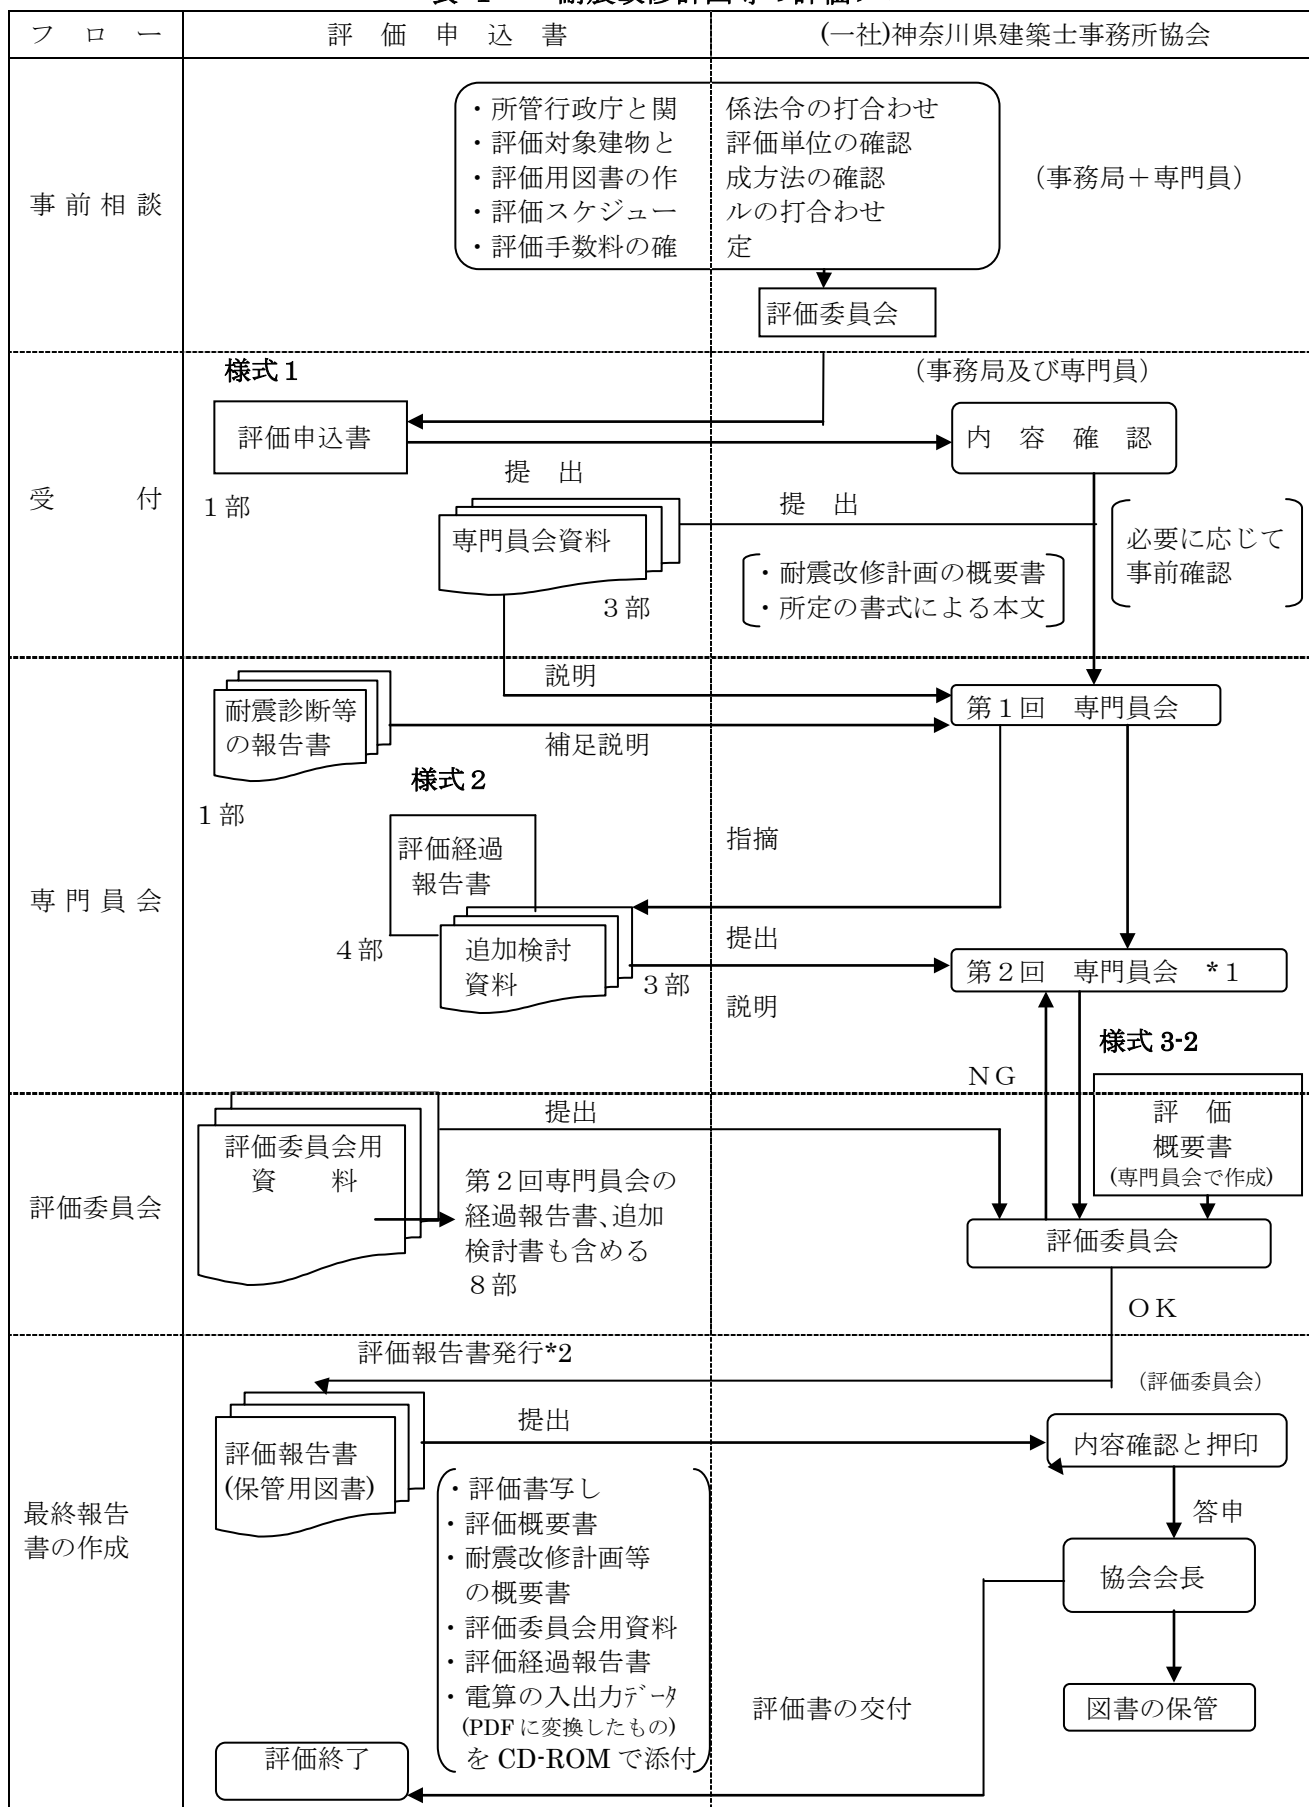 フロー 評価申込書 (一社)神奈川県建築士事務所協会
事前相談
・所管行政庁と関係法令の打合わせ
・評価対象建物と評価単位の確認
・評価用図書の作成方法の確認
・評価スケジュールの打合わせ
・評価手数料の確定
(事務局+専門員)
評価委員会
受付
様式1
(事務局及び専門員)
評価申込書
内容確認
1部
提出
専門員会資料
3部
提出
・耐震改修計画の概要書
・所定の書式による本文
必要に応じて
事前確認
専門員会
説明
第1回 専門員会
耐震診断等
の報告書
補足説明
1部
様式2
評価経過
報告書
指摘
4部
追加検討
資料
3部
提出
説明
第2回 専門員会 *1
様式3-2
NG
評価委員会
評価委員会用
資料
提出
第2回専門員会の
経過報告書、追加
検討書も含める
8部
評価
概要書
(専門員会で作成)
評価委員会
OK
最終報告
書の作成
評価報告書発行*2
(評価委員会)
評価報告書
(保管用図書)
提出
内容確認と押印
・評価書写し
・評価概要書
・耐震改修計画等
の概要書
・評価委員会用資料
・評価経過報告書
・電算の入出力データ
(PDFに変換したもの)
をCD-ROMで添付
答申
協会会長
評価書の交付
図書の保管
評価終了